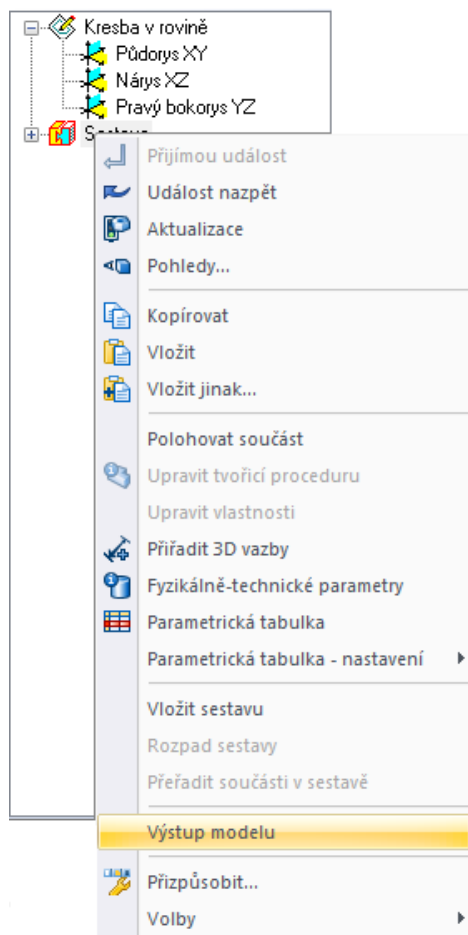 Kresba v rovině
Půdorys XY
Nárys XZ
Pravý bokorys YZ
Sestava
Přijímou událost
Událost nazpět
Aktualizace
Pohledy...
Kopírovat
Vložit
Vložit jinak...
Polohovat součást
Upravit tvořicí proceduru
Upravit vlastnosti
Přiřadit 3D vazby
Fyzikálně-technické parametry
Parametrická tabulka
Parametrická tabulka - nastavení
Vložit sestavu
Rozpad sestavy
Přeřadit součásti v sestavě
Výstup modelu
Přizpůsobit...
Volby